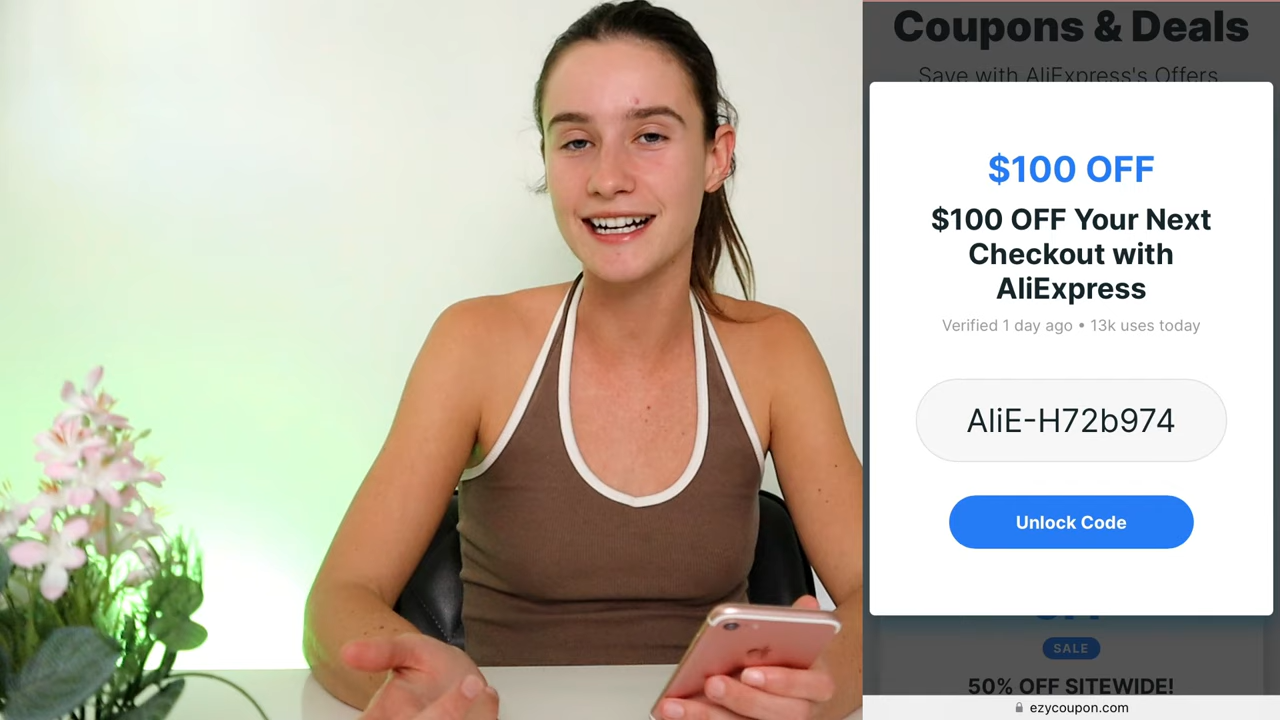 Coupons & Deals
Save with AliExpress's Offers
$100 OFF
$100 OFF Your Next
Checkout with
AliExpress
Verified 1 day ago • 13k uses today
AliE-H72b974
Unlock Code
OFF
SALE
50% OFF SITEWIDE!
ezycoupon.com